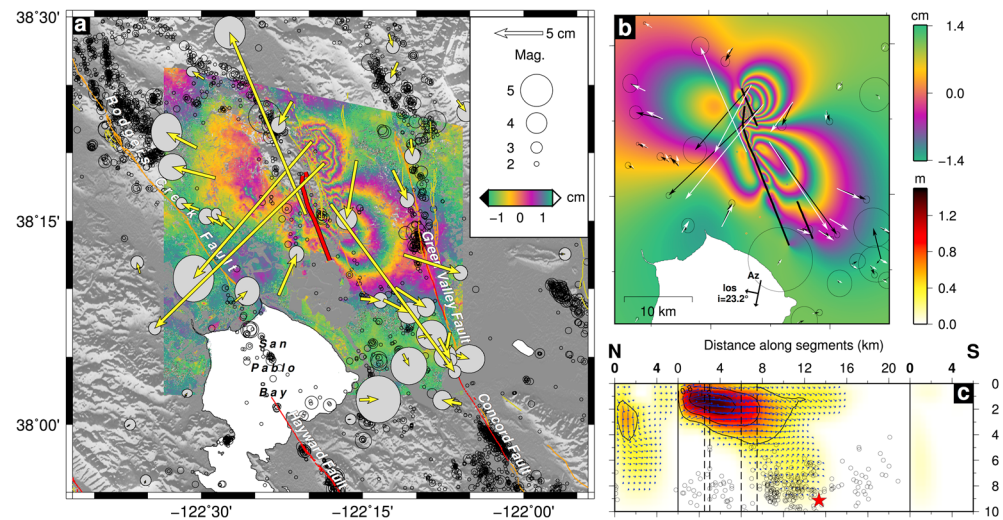 38°30'
38°15'
38°00'
−122°30'
−122°15'
−122°00'
a
Rodgers Creek Fault
Green Valley Fault
San
Pablo
Bay
Hayward Fault
Concord Fault
5 cm
Mag.
5
4
3
2
−1 0 1
cm
b
Az
los
i=23.2°
10 km
cm
1.4
0.0
−1.4
m
1.2
0.8
0.4
0.0
Distance along segments (km)
N
S
0 4 0 4 8 12 16 20 0 4
c
0
2
4
6
8
10